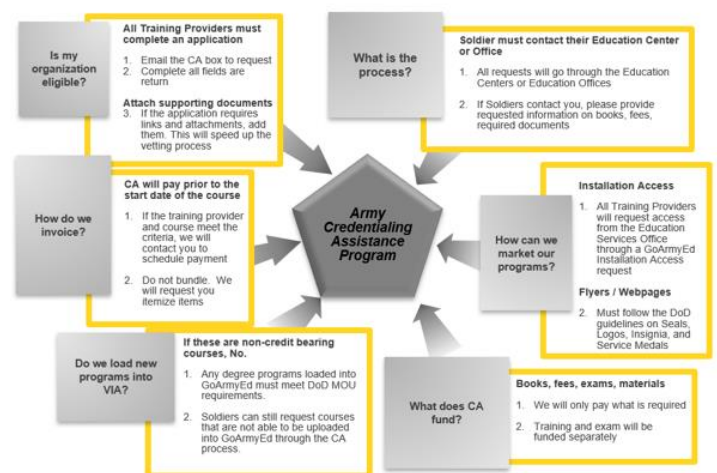 Is my
organization
eligible?
All Training Providers must
complete an application
1. Email the CA box to request
2. Complete all fields are
return
Attach supporting documents
3. If the application requires
links and attachments, add
them. This will speed up the
vetting process
What is the
process?
Soldier must contact their Education Center
or Office
1. All requests will go through the Education
Centers or Education Offices
2. If Soldiers contact you, please provide
requested information on books, fees,
required documents
How do we
invoice?
CA will pay prior to the
start date of the course
1. If the training provider
and course meet the
criteria, we will
contact you to
schedule payment
2. Do not bundle. We
will request you
itemize items
Army
Credentialing
Assistance
Program
How can we
market our
programs?
Installation Access
1. All Training Providers
will request access
from the Education
Services Office
through a GoArmyEd
Installation Access
request
Flyers / Webpages
2. Must follow the DoD
guidelines on Seals,
Logos, Insignia, and
Service Medals
Do we load new
programs into
VIA?
If these are non-credit bearing
courses, No.
1. Any degree programs loaded into
GoArmyEd must meet DoD MOU
requirements.
2. Soldiers can still request courses
that are not able to be uploaded
into GoArmyEd through the CA
process.
What does CA
fund?
Books, fees, exams, materials
1. We will only pay what is required
2. Training and exam will be
funded separately